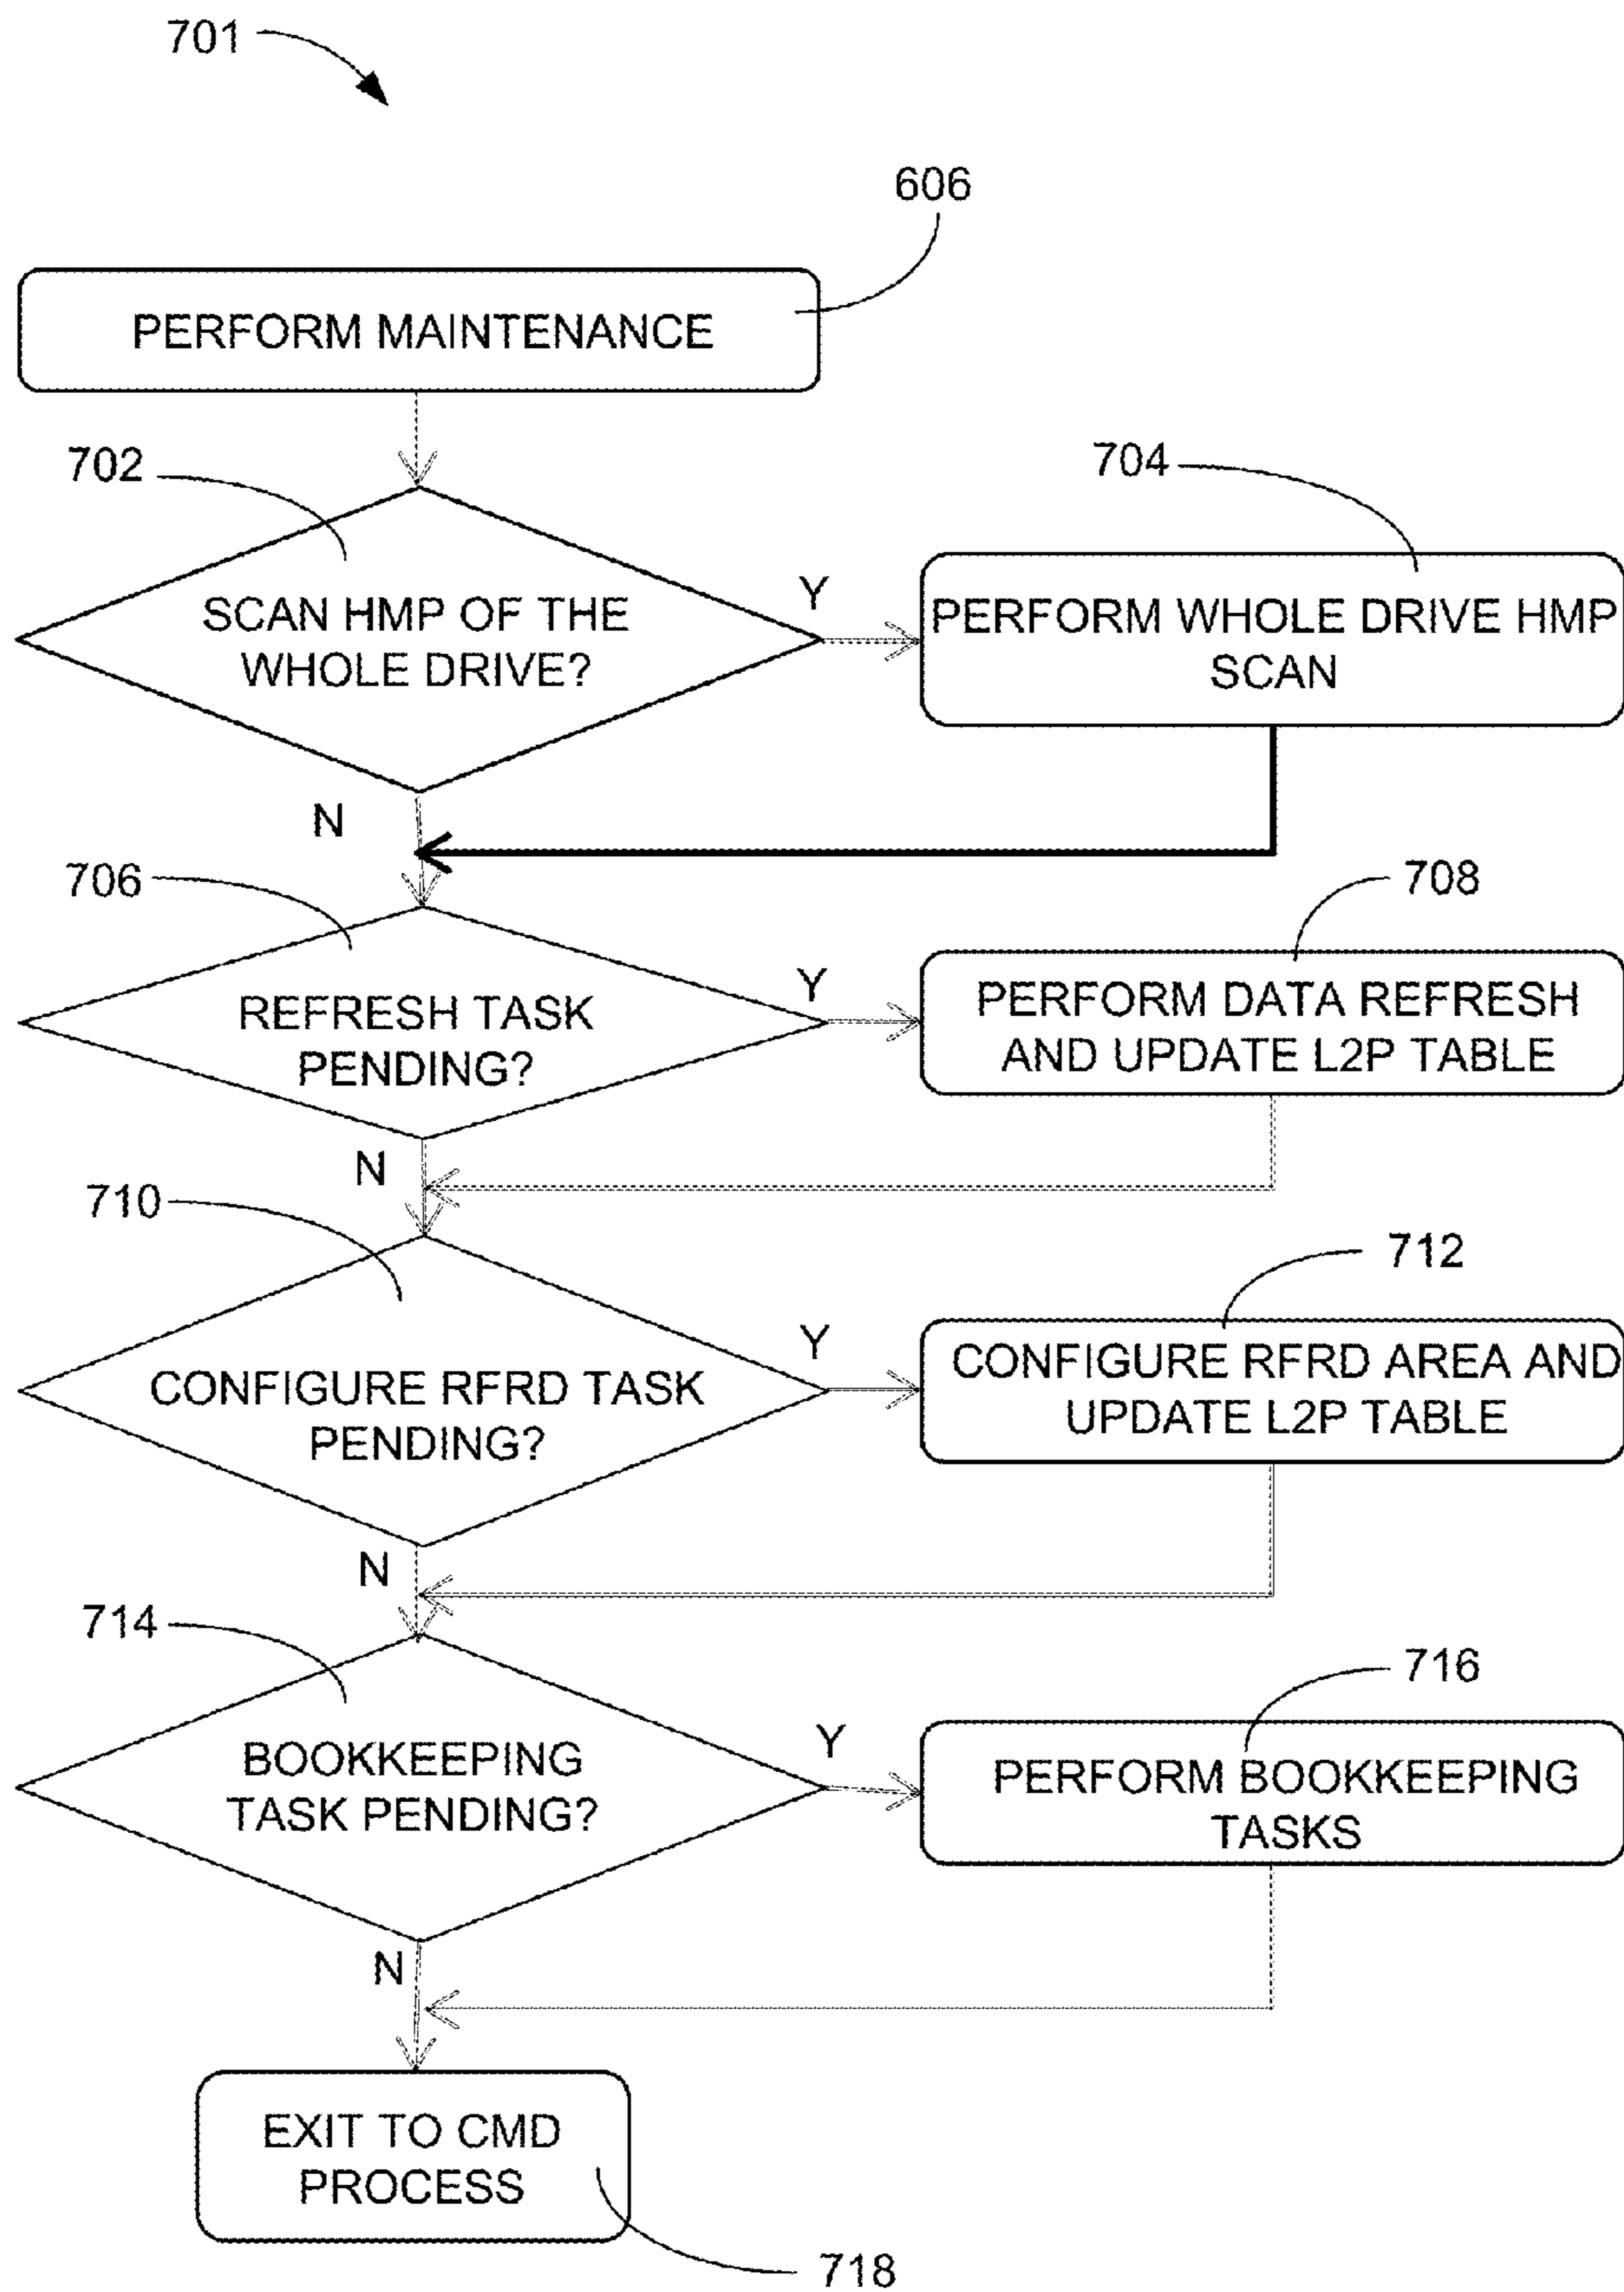 701
606
PERFORM MAINTENANCE
702
704
SCAN HMP OF THE
WHOLE DRIVE?
Y
PERFORM WHOLE DRIVE HMP
SCAN
N
706
708
REFRESH TASK
PENDING?
Y
PERFORM DATA REFRESH
AND UPDATE L2P TABLE
N
710
712
CONFIGURE RFRD TASK
PENDING?
Y
CONFIGURE RFRD AREA AND
UPDATE L2P TABLE
N
714
716
BOOKKEEPING
TASK PENDING?
Y
PERFORM BOOKKEEPING
TASKS
N
EXIT TO CMD
PROCESS
718